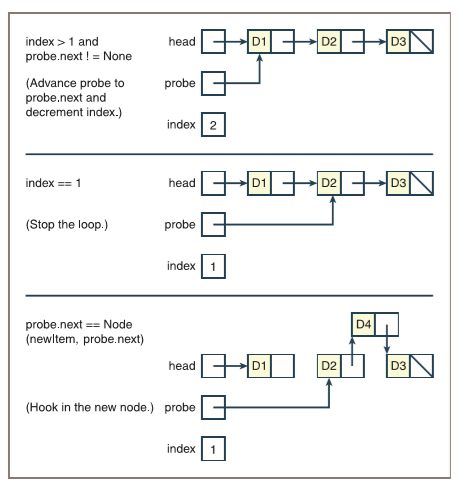 index > 1 and
probe.next ! = None
(Advance probe to
probe.next and
decrement index.)
head D1 D2 D3
probe
index 2
index == 1
(Stop the loop.)
head D1 D2 D3
probe
index 1
probe.next == Node
(newItem, probe.next)
(Hook in the new node.)
D4
head D1 D2 D3
probe
index 1